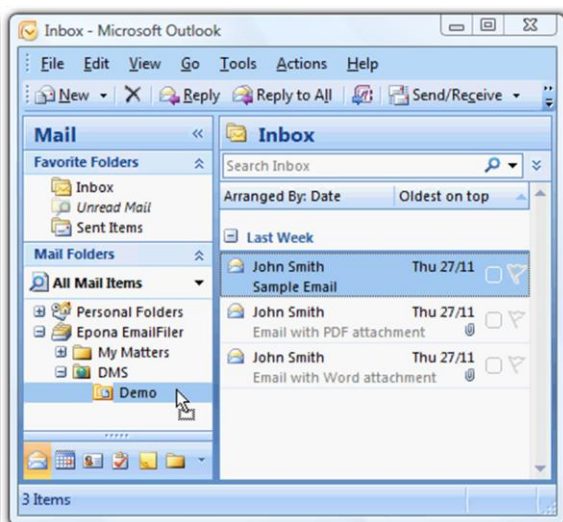 Inbox - Microsoft Outlook
File Edit View Go Tools Actions Help
New Reply Reply to All Send/Receive
Mail
Favorite Folders
Inbox
Unread Mail
Sent Items
Mail Folders
All Mail Items
Personal Folders
Epona EmailFiler
My Matters
DMS
Demo
Inbox
Search Inbox
Arranged By: Date Oldest on top
Last Week
John Smith Thu 27/11
Sample Email
John Smith Thu 27/11
Email with PDF attachment
John Smith Thu 27/11
Email with Word attachment
3 Items